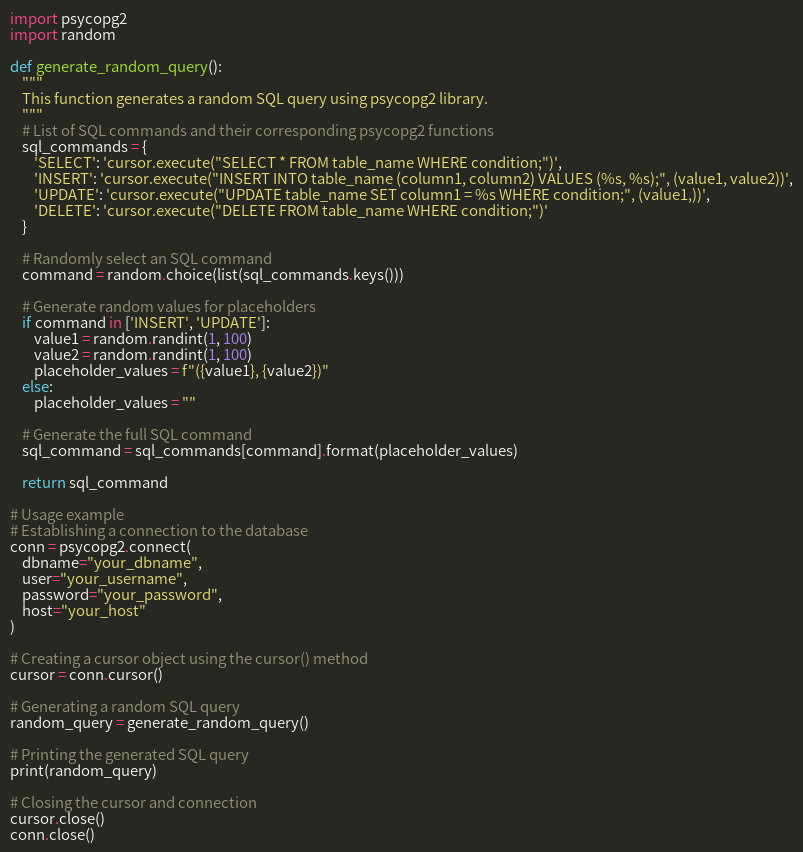 import psycopg2
import random

def generate_random_query():
    """
    This function generates a random SQL query using psycopg2 library.
    """
    # List of SQL commands and their corresponding psycopg2 functions
    sql_commands = {
        'SELECT': 'cursor.execute("SELECT * FROM table_name WHERE condition;")',
        'INSERT': 'cursor.execute("INSERT INTO table_name (column1, column2) VALUES (%s, %s);", (value1, value2))',
        'UPDATE': 'cursor.execute("UPDATE table_name SET column1 = %s WHERE condition;", (value1,))',
        'DELETE': 'cursor.execute("DELETE FROM table_name WHERE condition;")'
    }

    # Randomly select an SQL command
    command = random.choice(list(sql_commands.keys()))

    # Generate random values for placeholders
    if command in ['INSERT', 'UPDATE']:
        value1 = random.randint(1, 100)
        value2 = random.randint(1, 100)
        placeholder_values = f"({value1}, {value2})"
    else:
        placeholder_values = ""

    # Generate the full SQL command
    sql_command = sql_commands[command].format(placeholder_values)

    return sql_command

# Usage example
# Establishing a connection to the database
conn = psycopg2.connect(
    dbname="your_dbname",
    user="your_username",
    password="your_password",
    host="your_host"
)

# Creating a cursor object using the cursor() method
cursor = conn.cursor()

# Generating a random SQL query
random_query = generate_random_query()

# Printing the generated SQL query
print(random_query)

# Closing the cursor and connection
cursor.close()
conn.close()